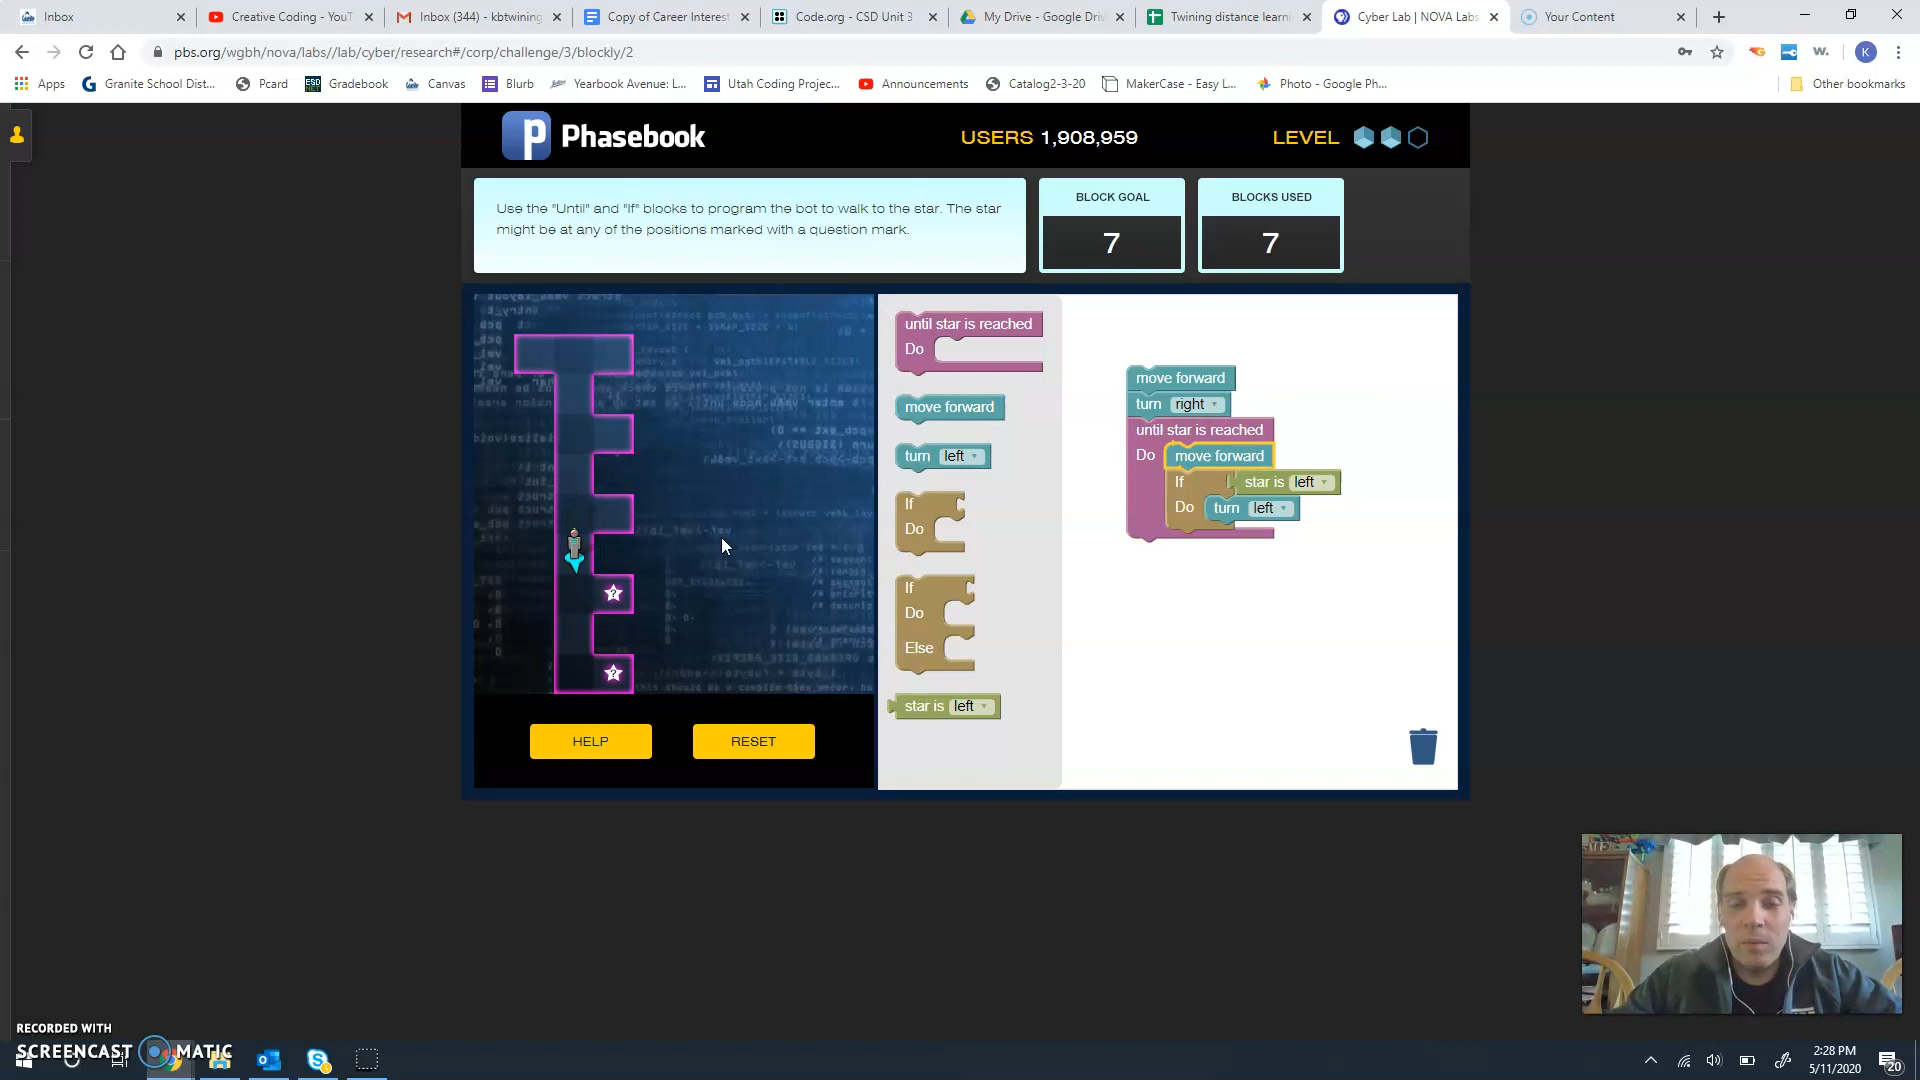 Inbox
Creative Coding - YouT
Inbox (344) - kbtwining
Copy of Career Interest
Code.org - CSD Unit 3
My Drive - Google Driv
Twining distance learni
Cyber Lab | NOVA Labs
Your Content
pbs.org/wgbh/nova/labs//lab/cyber/research#/corp/challenge/3/blockly/2
Apps
Granite School Dist...
Pcard
Gradebook
Canvas
Blurb
Yearbook Avenue: L...
Utah Coding Projec...
Announcements
Catalog2-3-20
MakerCase - Easy L...
Photo - Google Ph...
Other bookmarks
Phasebook
USERS 1,908,959
LEVEL
Use the "Until" and "If" blocks to program the bot to walk to the star. The star
might be at any of the positions marked with a question mark.
BLOCK GOAL
7
BLOCKS USED
7
until star is reached
Do
move forward
turn left
If
Do
If
Do
Else
star is left
move forward
turn right
until star is reached
Do move forward
If star is left
Do turn left
?
?
HELP
RESET
RECORDED WITH
SCREENCAST MATIC
2:28 PM
5/11/2020
20